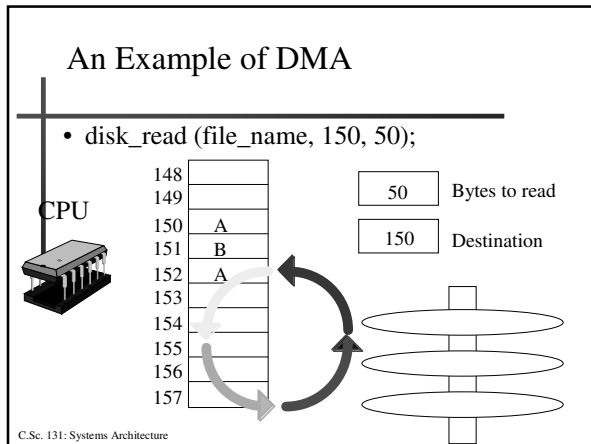 An Example of DMA
• disk_read (file_name, 150, 50);
148
149
CPU
150 A
151 B
152 A
153
154
155
156
157
50 Bytes to read
150 Destination
C.Sc. 131: Systems Architecture